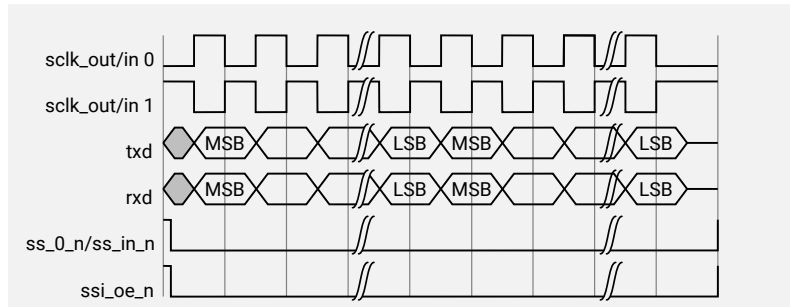 sclk_out/in 0
sclk_out/in 1
txd MSB LSB MSB LSB
rxd MSB LSB MSB LSB
ss_0_n/ss_in_n
ssi_oe_n